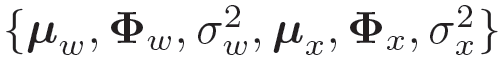 {𝝁_w, 𝚽_w, σ_w^2, 𝝁_x, 𝚽_x, σ_x^2}